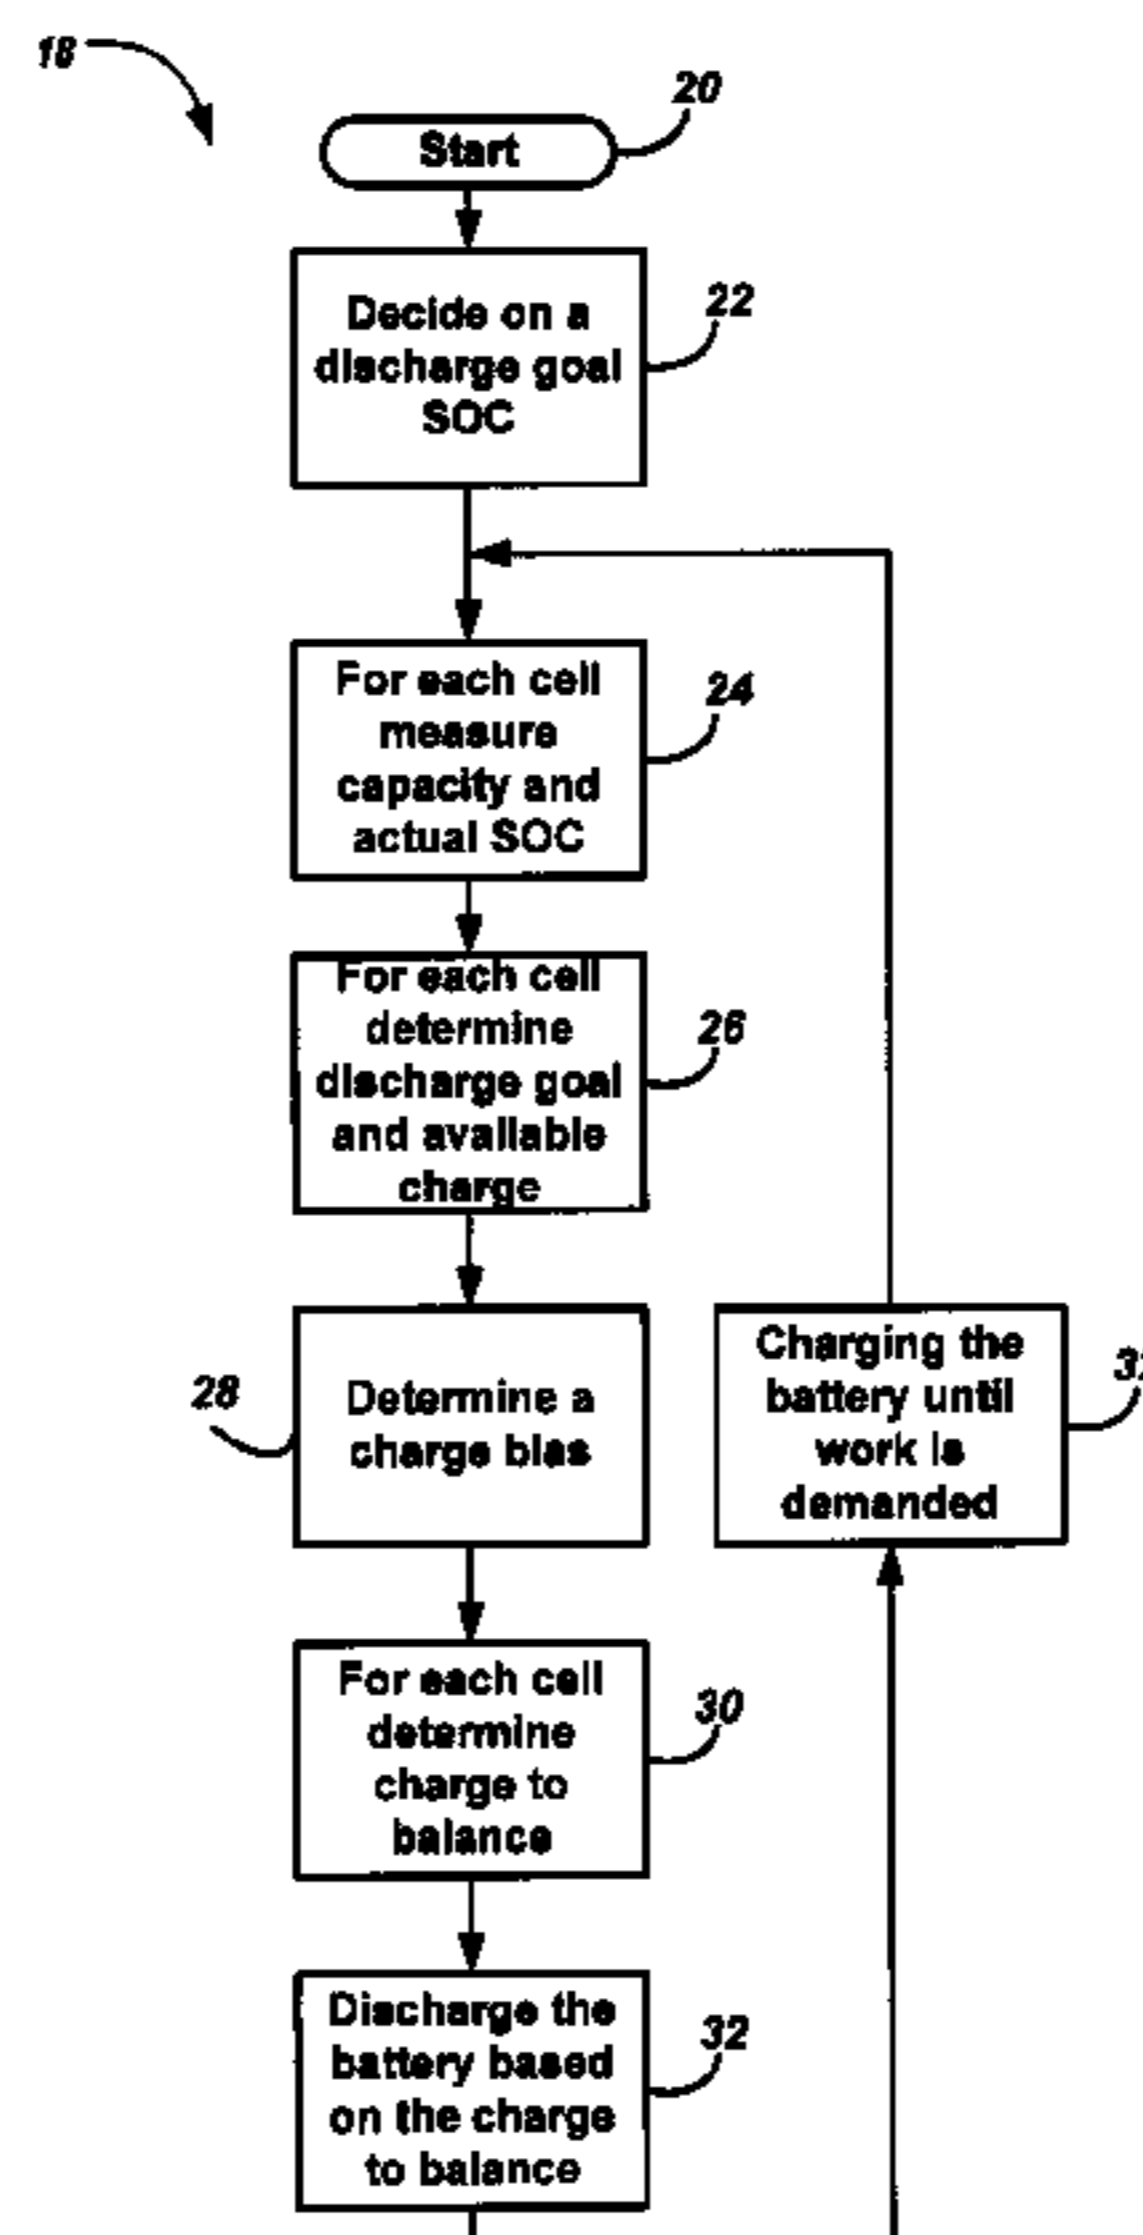 18
20
Start
22
Decide on a
discharge goal
SOC
24
For each cell
measure
capacity and
actual SOC
26
For each cell
determine
discharge goal
and available
charge
28
Determine a
charge bias
Charging the
battery until
work is
demanded
30
For each cell
determine
charge to
balance
32
Discharge the
battery based
on the charge
to balance